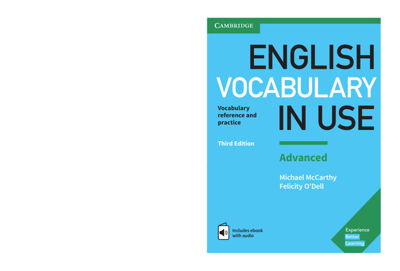 CAMBRIDGE
ENGLISH
VOCABULARY
IN USE
Vocabulary
reference and
practice
Third Edition
Advanced
Michael McCarthy
Felicity O'Dell
Includes ebook
with audio
Experience
Better
Learning